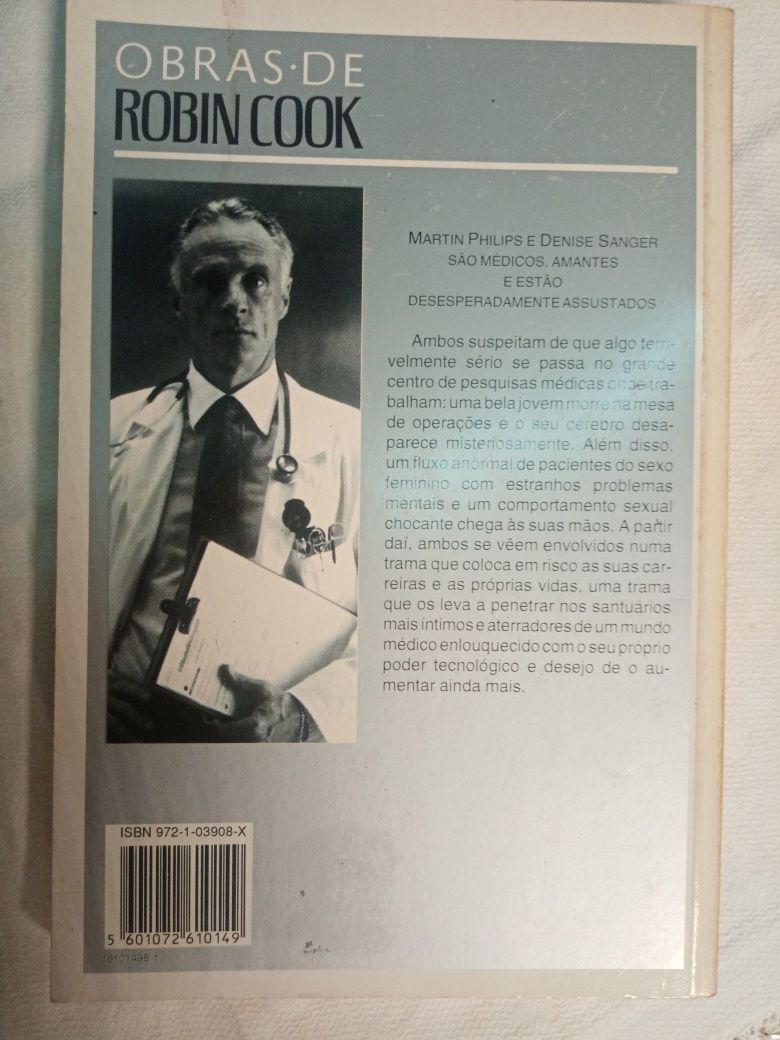 OBRAS·DE
ROBIN COOK
MARTIN PHILIPS E DENISE SANGER
SÃO MÉDICOS, AMANTES
E ESTÃO
DESESPERADAMENTE ASSUSTADOS
Ambos suspeitam de que algo terri-
velmente sério se passa no grande
centro de pesquisas médicas onde tra-
balham: uma bela jovem morre na mesa
de operações e o seu cérebro desa-
parece misteriosamente. Além disso,
um fluxo anormal de pacientes do sexo
feminino com estranhos problemas
mentais e um comportamento sexual
chocante chega às suas mãos. A partir
daí, ambos se vêem envolvidos numa
trama que coloca em risco as suas car-
reiras e as próprias vidas, uma trama
que os leva a penetrar nos santuários
mais íntimos e aterradores de um mundo
médico enlouquecido com o seu próprio
poder tecnológico e desejo de o au-
mentar ainda mais.
ISBN 972-1-03908-X
5 601072 610149